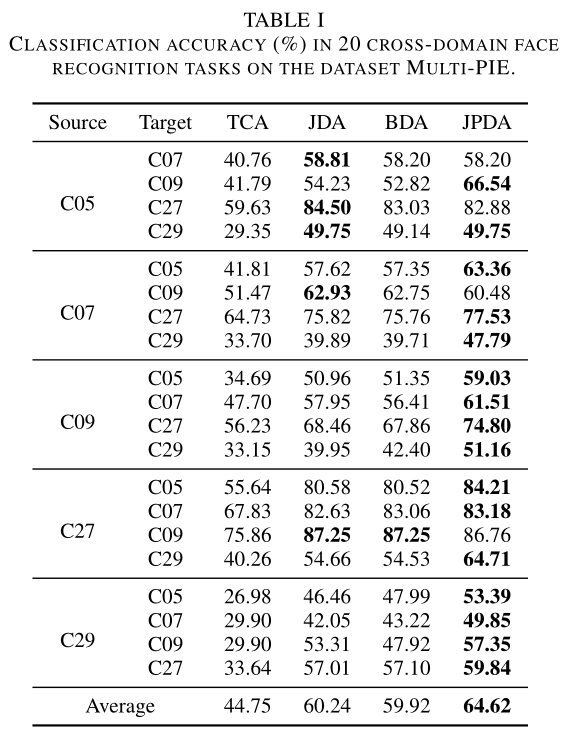 TABLE I
CLASSIFICATION ACCURACY (%) IN 20 CROSS-DOMAIN FACE
RECOGNITION TASKS ON THE DATASET MULTI-PIE.
Source Target TCA JDA BDA JPDA
C05
C07 40.76 58.81 58.20 58.20
C09 41.79 54.23 52.82 66.54
C27 59.63 84.50 83.03 82.88
C29 29.35 49.75 49.14 49.75
C07
C05 41.81 57.62 57.35 63.36
C09 51.47 62.93 62.75 60.48
C27 64.73 75.82 75.76 77.53
C29 33.70 39.89 39.71 47.79
C09
C05 34.69 50.96 51.35 59.03
C07 47.70 57.95 56.41 61.51
C27 56.23 68.46 67.86 74.80
C29 33.15 39.95 42.40 51.16
C27
C05 55.64 80.58 80.52 84.21
C07 67.83 82.63 83.06 83.18
C09 75.86 87.25 87.25 86.76
C29 40.26 54.66 54.53 64.71
C29
C05 26.98 46.46 47.99 53.39
C07 29.90 42.05 43.22 49.85
C09 29.90 53.31 47.92 57.35
C27 33.64 57.01 57.10 59.84
Average 44.75 60.24 59.92 64.62